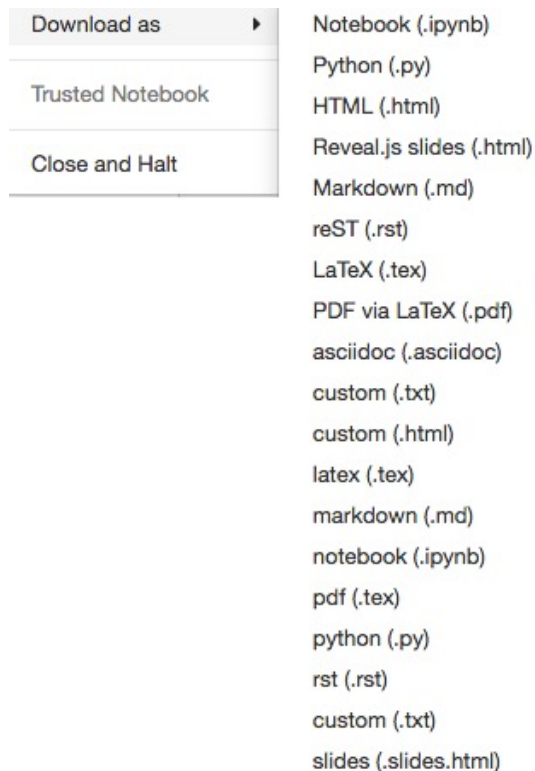 Download as
Trusted Notebook
Close and Halt
Notebook (.ipynb)
Python (.py)
HTML (.html)
Reveal.js slides (.html)
Markdown (.md)
reST (.rst)
LaTeX (.tex)
PDF via LaTeX (.pdf)
asciidoc (.asciidoc)
custom (.txt)
custom (.html)
latex (.tex)
markdown (.md)
notebook (.ipynb)
pdf (.tex)
python (.py)
rst (.rst)
custom (.txt)
slides (.slides.html)